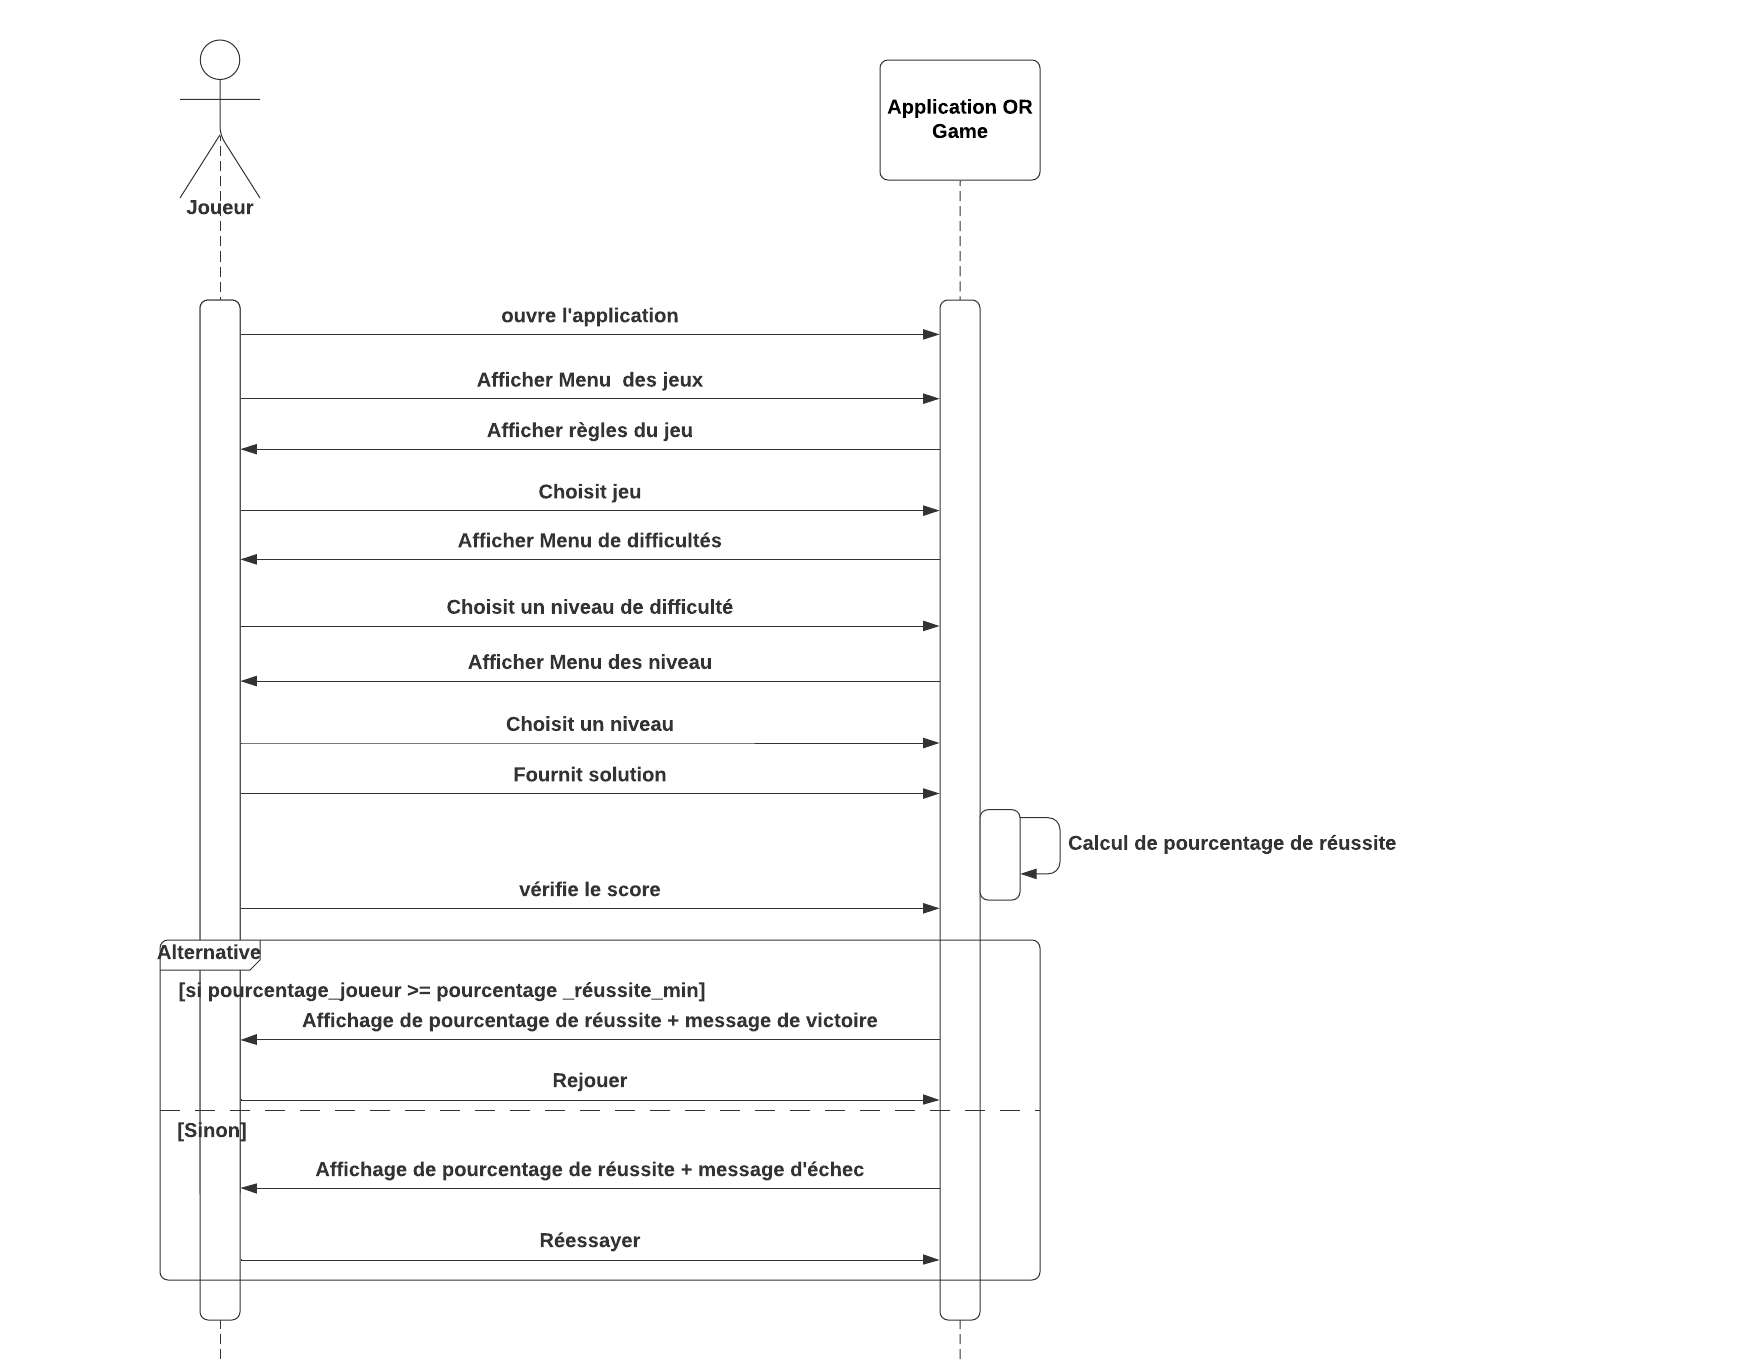 Joueur
Application OR
Game
ouvre l'application
Afficher Menu  des jeux
Afficher règles du jeu
Choisit jeu
Afficher Menu de difficultés
Choisit un niveau de difficulté
Afficher Menu des niveau
Choisit un niveau
Fournit solution
Calcul de pourcentage de réussite
vérifie le score
Alternative
[si pourcentage_joueur >= pourcentage _réussite_min]
Affichage de pourcentage de réussite + message de victoire
Rejouer
[Sinon]
Affichage de pourcentage de réussite + message d'échec
Réessayer